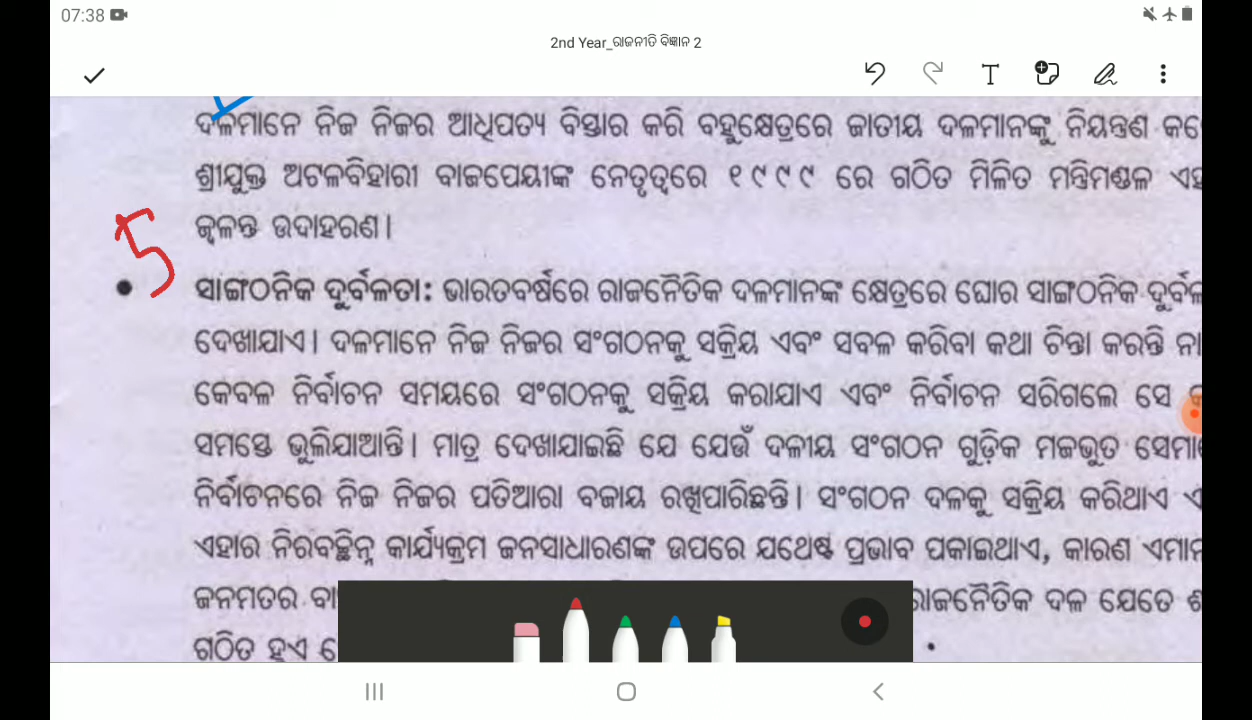 07:38
2nd Year_ରାଜନୀତି ବିଜ୍ଞାନ 2
T
ଦଳମାନେ ନିଜ ନିଜର ଆଧିପତ୍ୟ ବିସ୍ତାର କରି ବହୁକ୍ଷେତ୍ରରେ ଜାତୀୟ ଦଳମାନଙ୍କୁ ନିୟନ୍ତ୍ରଣ
ଶ୍ରୀଯୁକ୍ତ ଅଟଳବିହାରୀ ବାଜପେୟୀଙ୍କ ନେତୃତ୍ୱରେ ୧୯୯୯ ରେ ଗଠିତ ମିଳିତ ମନ୍ତ୍ରିମଣ୍ଡଳ
ଜ୍ୱଳନ୍ତ ଉଦାହରଣ।
5
• ସାଙ୍ଗଠନିକ ଦୁର୍ବଳତା: ଭାରତବର୍ଷରେ ରାଜନୈତିକ ଦଳମାନଙ୍କ କ୍ଷେତ୍ରରେ ଘୋର ସାଙ୍ଗଠନିକ
ଦେଖାଯାଏ। ଦଳମାନେ ନିଜ ନିଜର ସଂଗଠନକୁ ସକ୍ରିୟ ଏବଂ ସବଳ କରିବା କଥା ଚିନ୍ତା କରନ୍ତି
କେବଳ ନିର୍ବାଚନ ସମୟରେ ସଂଗଠନକୁ ସକ୍ରିୟ କରାଯାଏ ଏବଂ ନିର୍ବାଚନ ସରିଗଲେ ସେ
ସମସ୍ତେ ଭୁଲିଯାଆନ୍ତି। ମାତ୍ର ଦେଖାଯାଇଛି ଯେ ଯେଉଁ ଦଳୀୟ ସଂଗଠନ ଗୁଡ଼ିକ ମଜଭୁତ
ନିର୍ବାଚନରେ ନିଜ ନିଜର ପତିଆରା ବଜାୟ ରଖିପାରିଛନ୍ତି। ସଂଗଠନ ଦଳକୁ ସକ୍ରିୟ କରିଥାଏ
ଏହାର ନିରବଚ୍ଛିନ୍ନ କାର୍ଯ୍ୟକ୍ରମ ଜନସାଧାରଣଙ୍କ ଉପରେ ଯଥେଷ୍ଟ ପ୍ରଭାବ ପକାଇଥାଏ, କାରଣ
ଜନମତର ରାଜନୈତିକ ଦଳ ଯେତେ
ଗଠିତ ହୁଏ